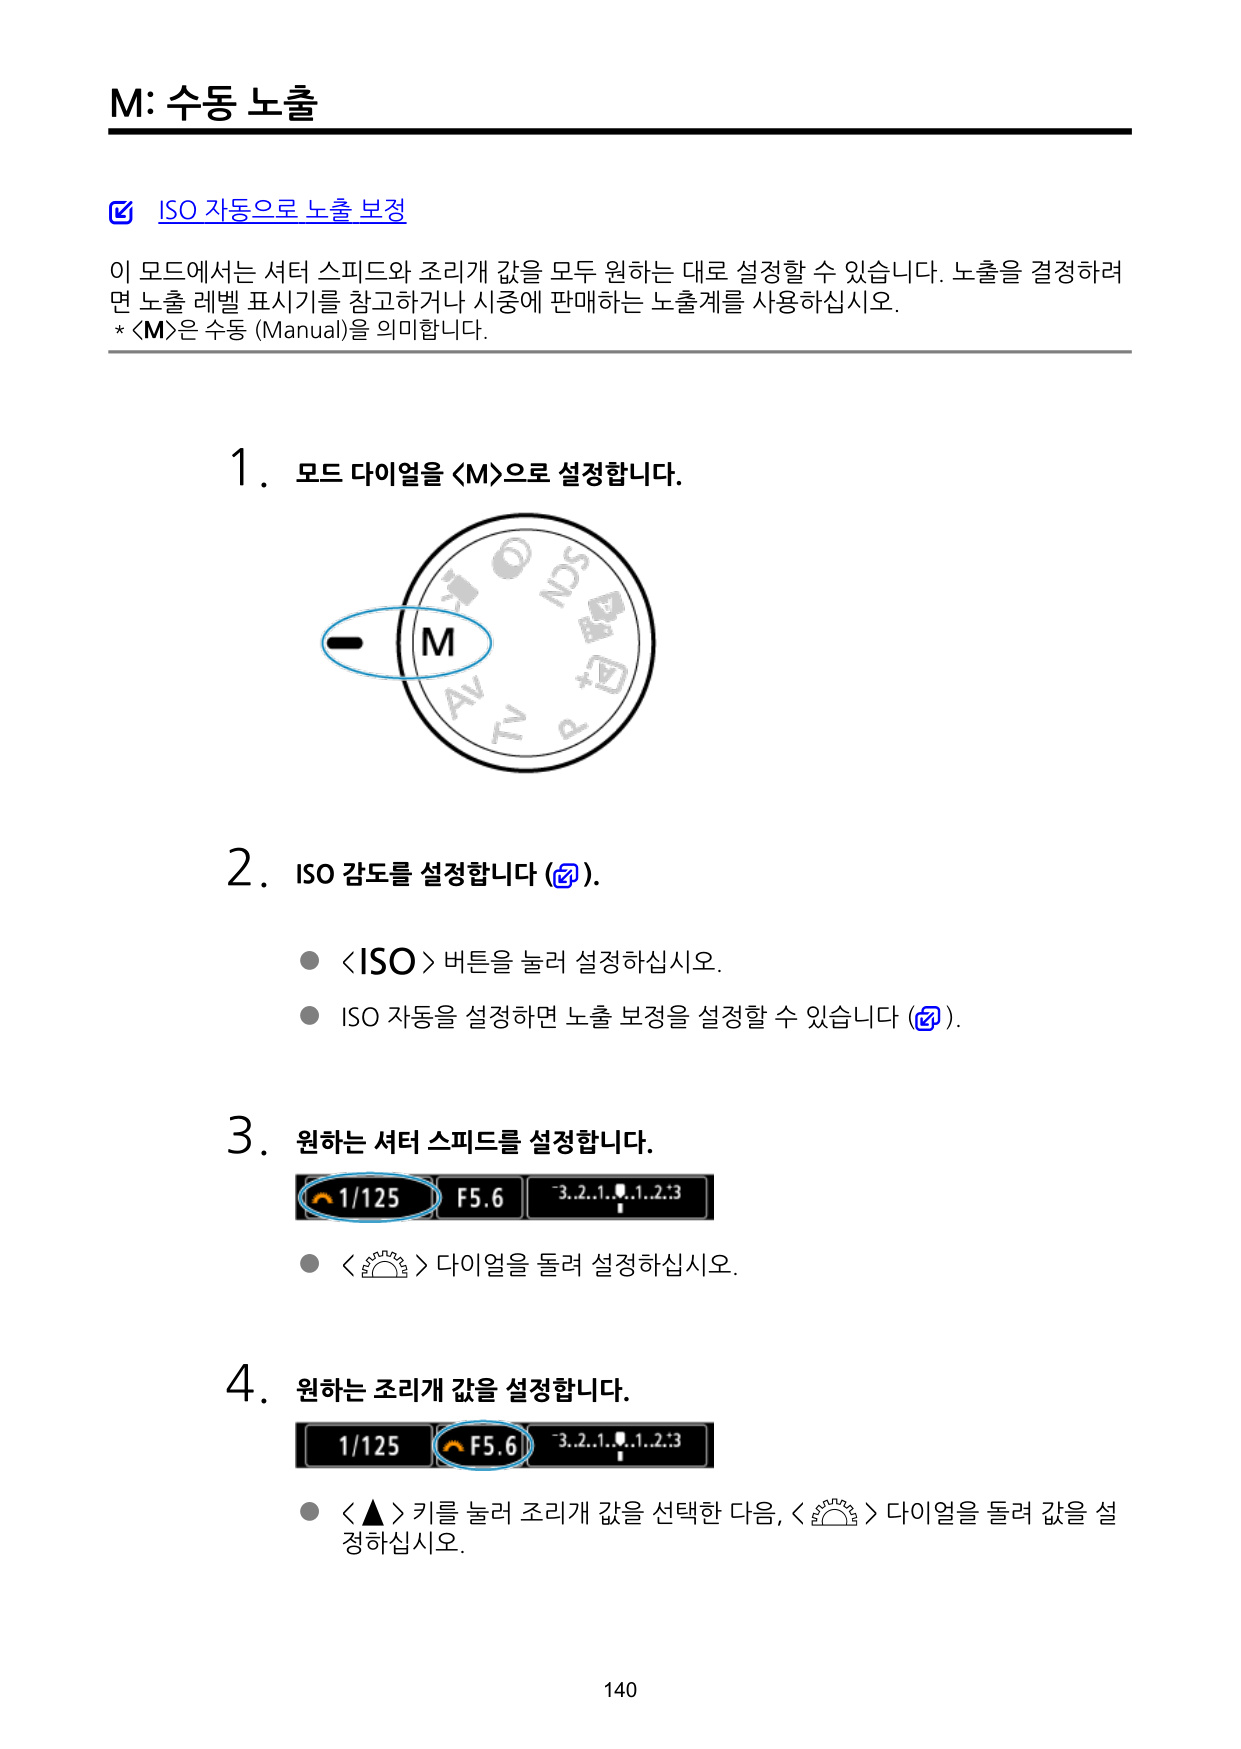 M: 수동 노출
ISO 자동으로 노출 보정
이 모드에서는 셔터 스피드와 조리개 값을 모두 원하는 대로 설정할 수 있습니다. 노출을 결정하려
면 노출 레벨 표시기를 참고하거나 시중에 판매하는 노출계를 사용하십시오.
* <M>은 수동 (Manual)을 의미합니다.
1. 모드 다이얼을 <M>으로 설정합니다.
SCN
M
Av
Tv
P
2. ISO 감도를 설정합니다 ( ).
● <ISO> 버튼을 눌러 설정하십시오.
● ISO 자동을 설정하면 노출 보정을 설정할 수 있습니다 ( ).
3. 원하는 셔터 스피드를 설정합니다.
1/125 F5.6 -3..2..1..0..1..2.:+3
● < > 다이얼을 돌려 설정하십시오.
4. 원하는 조리개 값을 설정합니다.
1/125 F5.6 -3..2..1..0..1..2.:+3
● <▲> 키를 눌러 조리개 값을 선택한 다음, < > 다이얼을 돌려 값을 설
정하십시오.
140